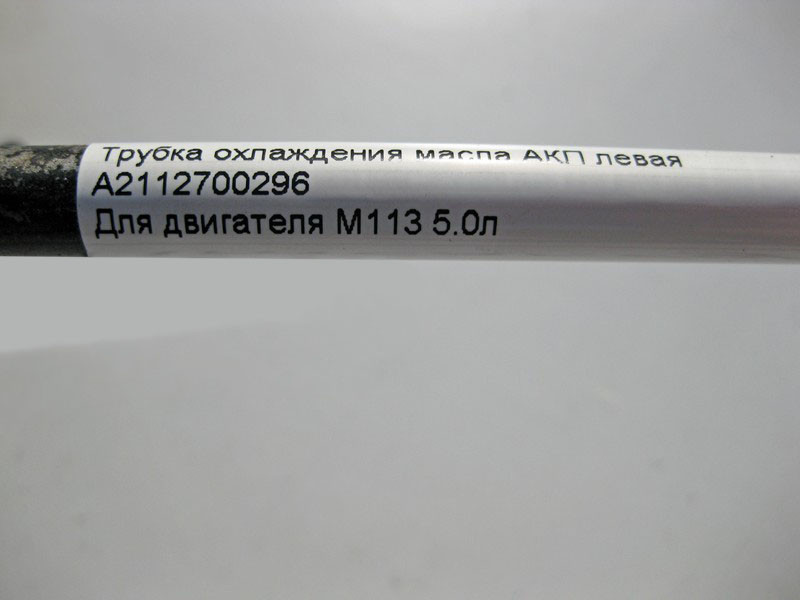 Трубка охлаждения масла АКП левая
A2112700296
Для двигателя М113 5.0л